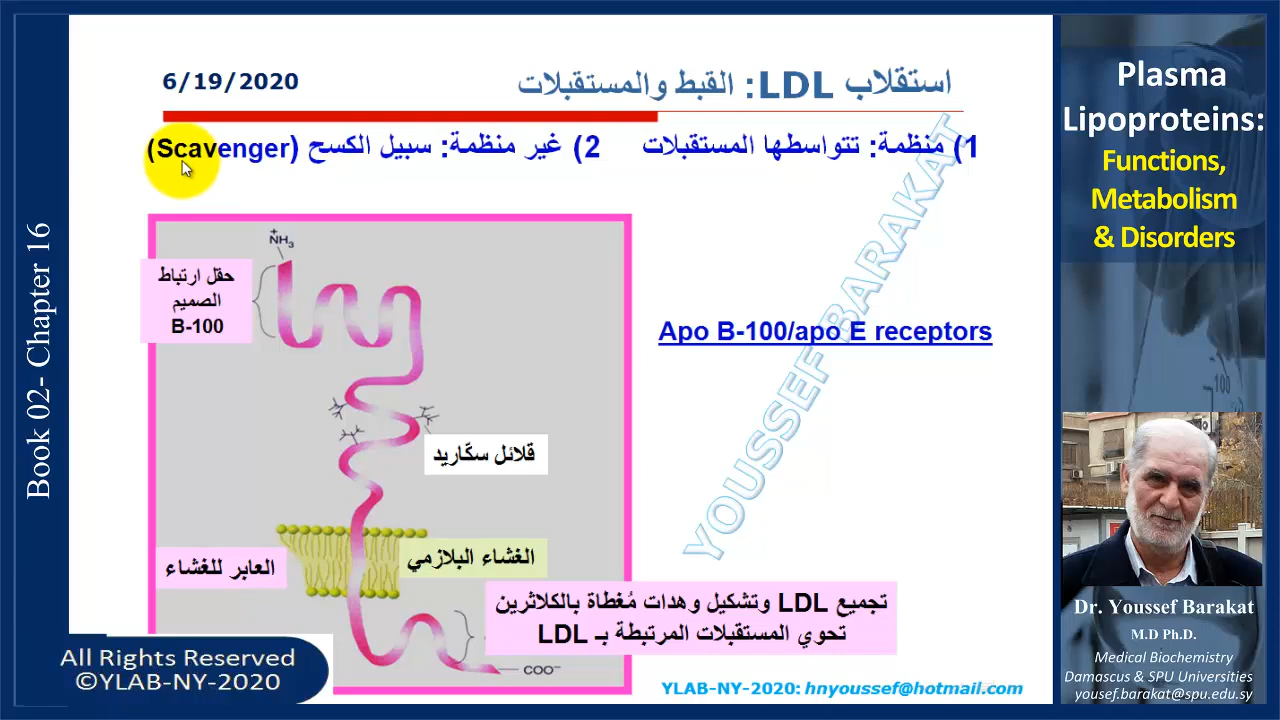 Book 02- Chapter 16
6/19/2020
استقلاب LDL: القبط والمستقبلات
1) منظمة: تتواسطها المستقبلات
2) غير منظمة: سبيل الكسح (Scavenger)
NH3
+
حقل ارتباط
الصميم
B-100
Apo B-100/apo E receptors
قلائل سكّاريد
الغشاء البلازمي
العابر للغشاء
تجميع LDL وتشكيل وهدات مُغطاة بالكلاثرين
تحوي المستقبلات المرتبطة بـ LDL
COO−
YOUSSEF BARAKAT
All Rights Reserved
©YLAB-NY-2020
YLAB-NY-2020: hnyoussef@hotmail.com
Plasma
Lipoproteins:
Functions,
Metabolism
& Disorders
100
Dr. Youssef Barakat
M.D Ph.D.
Medical Biochemistry
Damascus & SPU Universities
yousef.barakat@spu.edu.sy